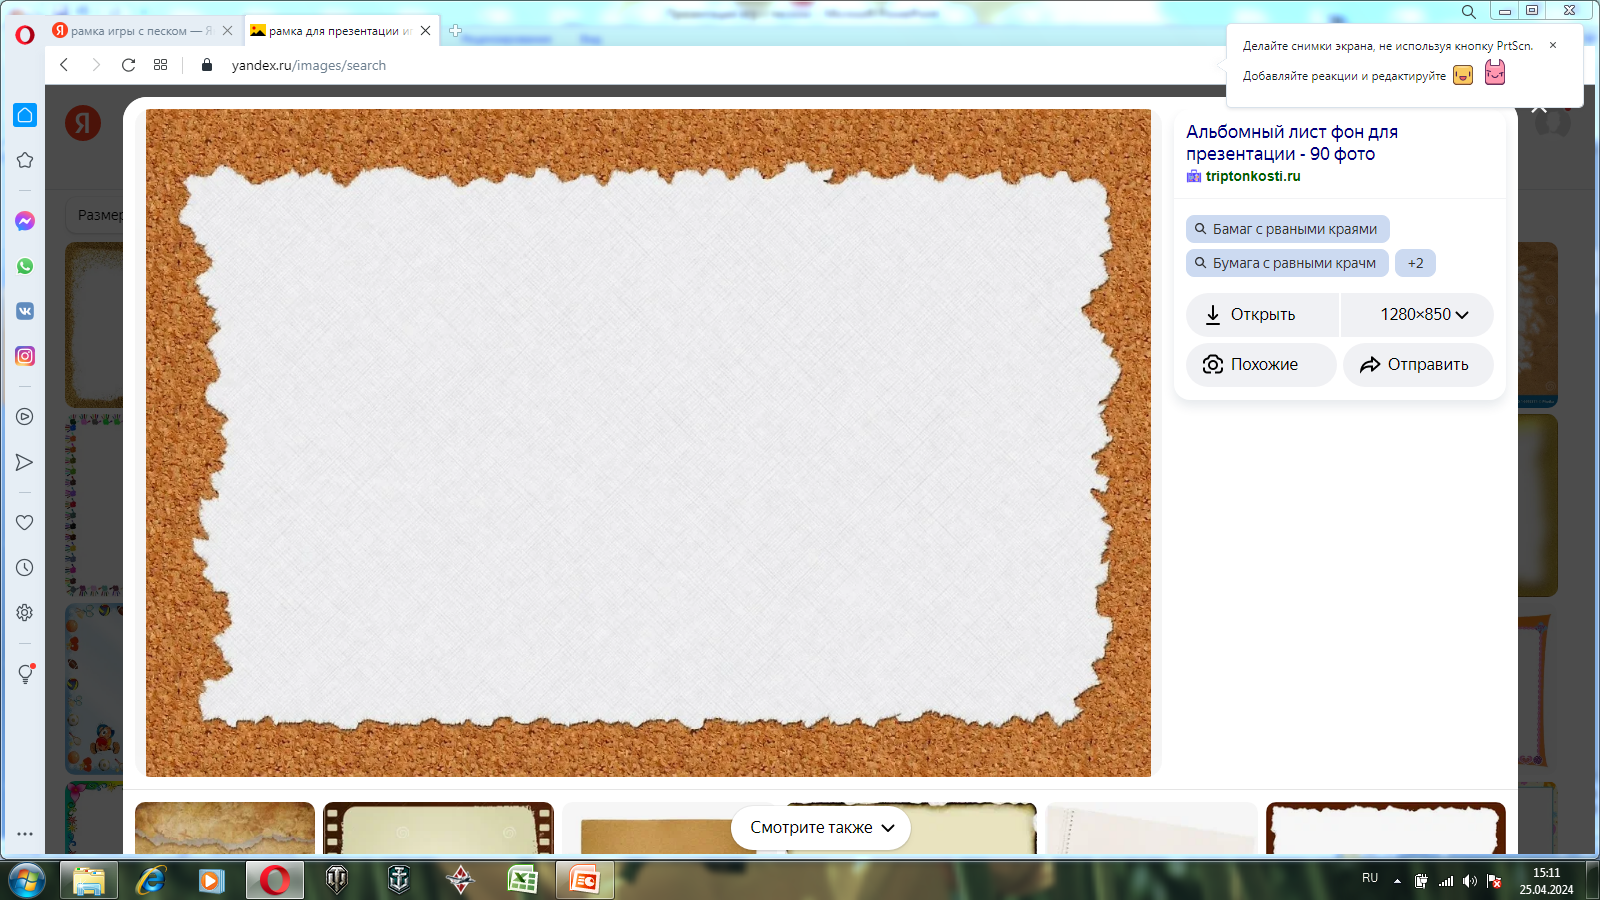 рамка игры с песком — Я
рамка для презентации иг
Делайте снимки экрана, не используя кнопку PrtScn.
Добавляйте реакции и редактируйте
yandex.ru/images/search
Я
Размер
Альбомный лист фон для
презентации - 90 фото
triptonkosti.ru
Бамаг с рваными краями
Бумага с равными крачм
+2
Открыть
1280×850
Похожие
Отправить
Смотрите также
RU
15:11
25.04.2024